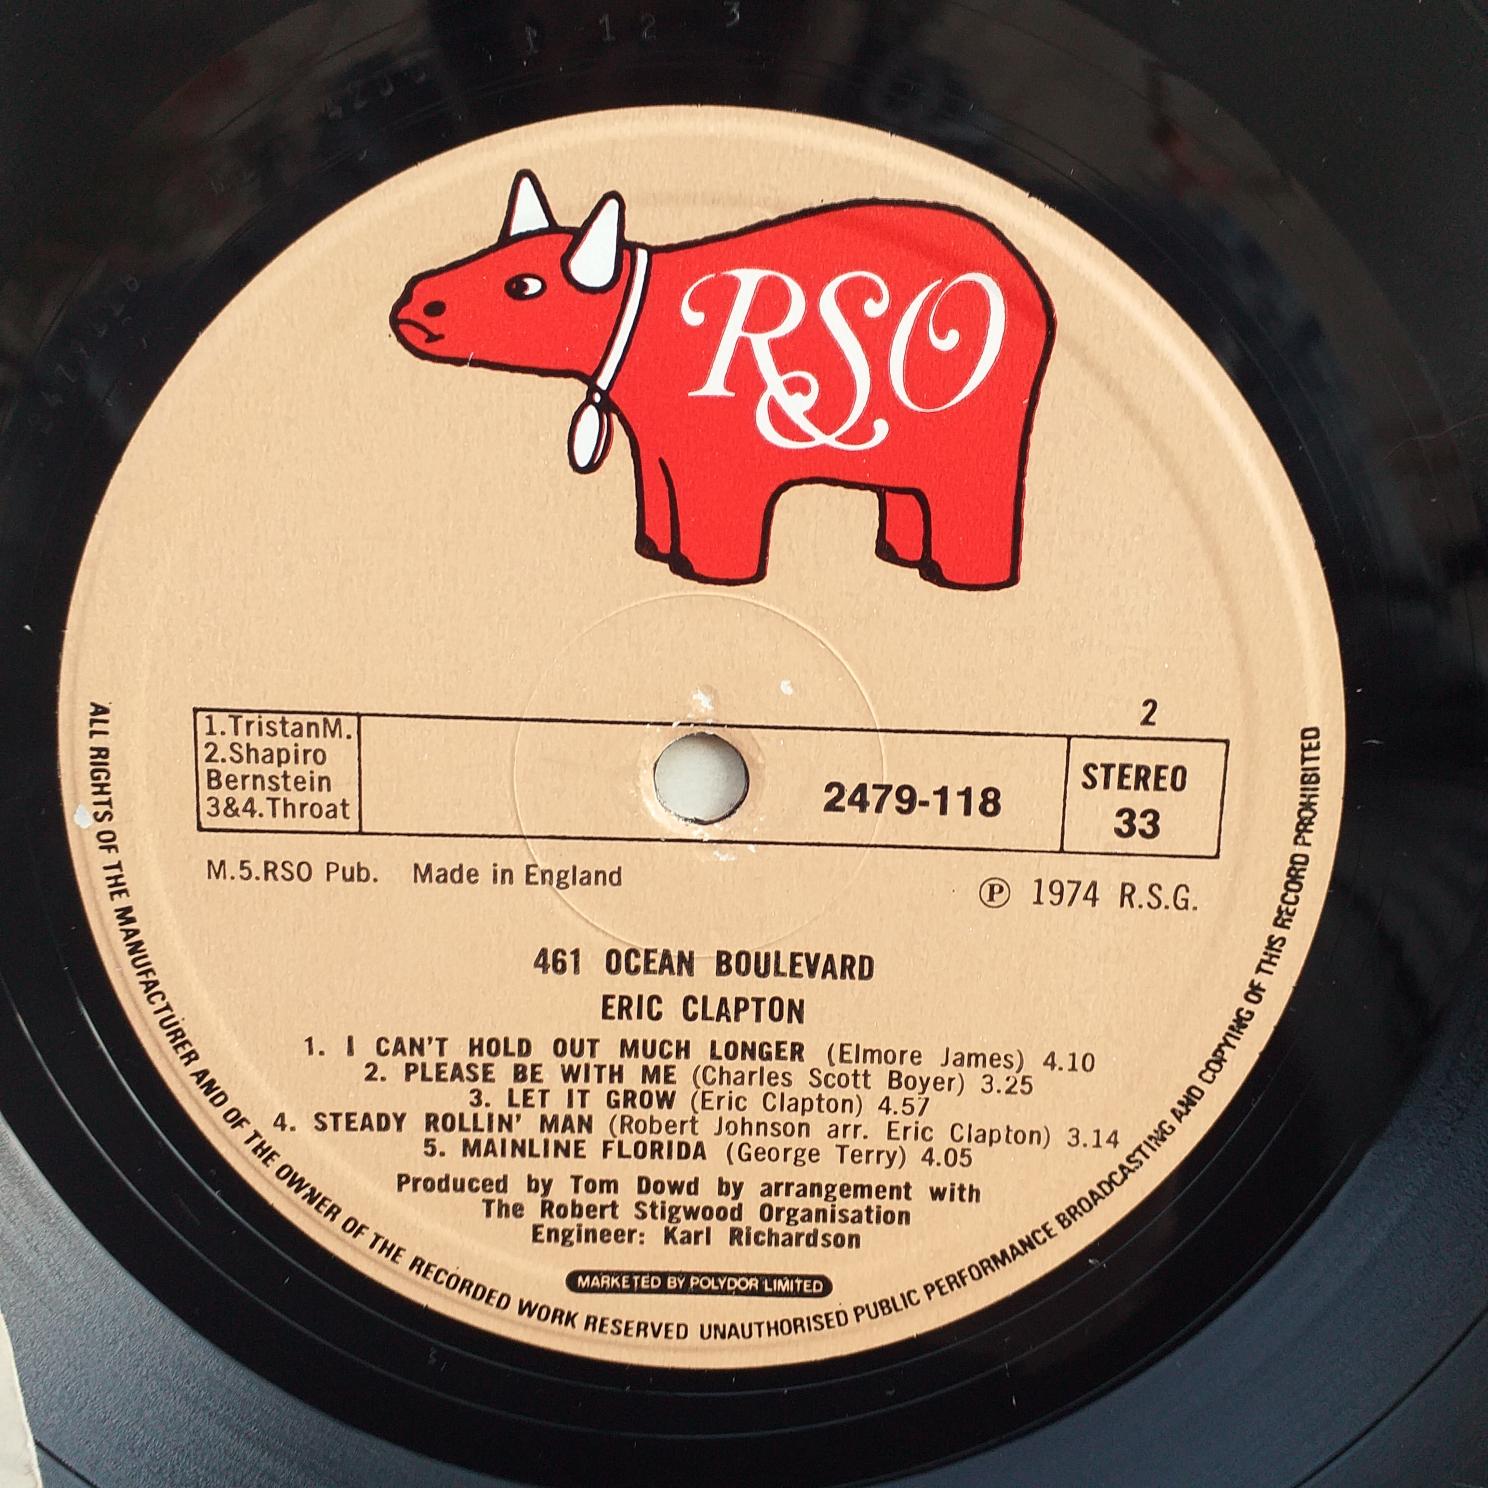 RSO
2
1.TristanM.
2.Shapiro
Bernstein
3&4.Throat
2479-118
STEREO
33
M.5.RSO Pub. Made in England
Ⓟ 1974 R.S.G.
461 OCEAN BOULEVARD
ERIC CLAPTON
1. I CAN'T HOLD OUT MUCH LONGER (Elmore James) 4.10
2. PLEASE BE WITH ME (Charles Scott Boyer) 3.25
3. LET IT GROW (Eric Clapton) 4.57
4. STEADY ROLLIN' MAN (Robert Johnson arr. Eric Clapton) 3.14
5. MAINLINE FLORIDA (George Terry) 4.05
Produced by Tom Dowd by arrangement with
The Robert Stigwood Organisation
Engineer: Karl Richardson
MARKETED BY POLYDOR LIMITED
ALL RIGHTS OF THE MANUFACTURER AND OF THE OWNER OF THE RECORDED WORK RESERVED UNAUTHORISED PUBLIC PERFORMANCE BROADCASTING AND COPYING OF THIS RECORD PROHIBITED